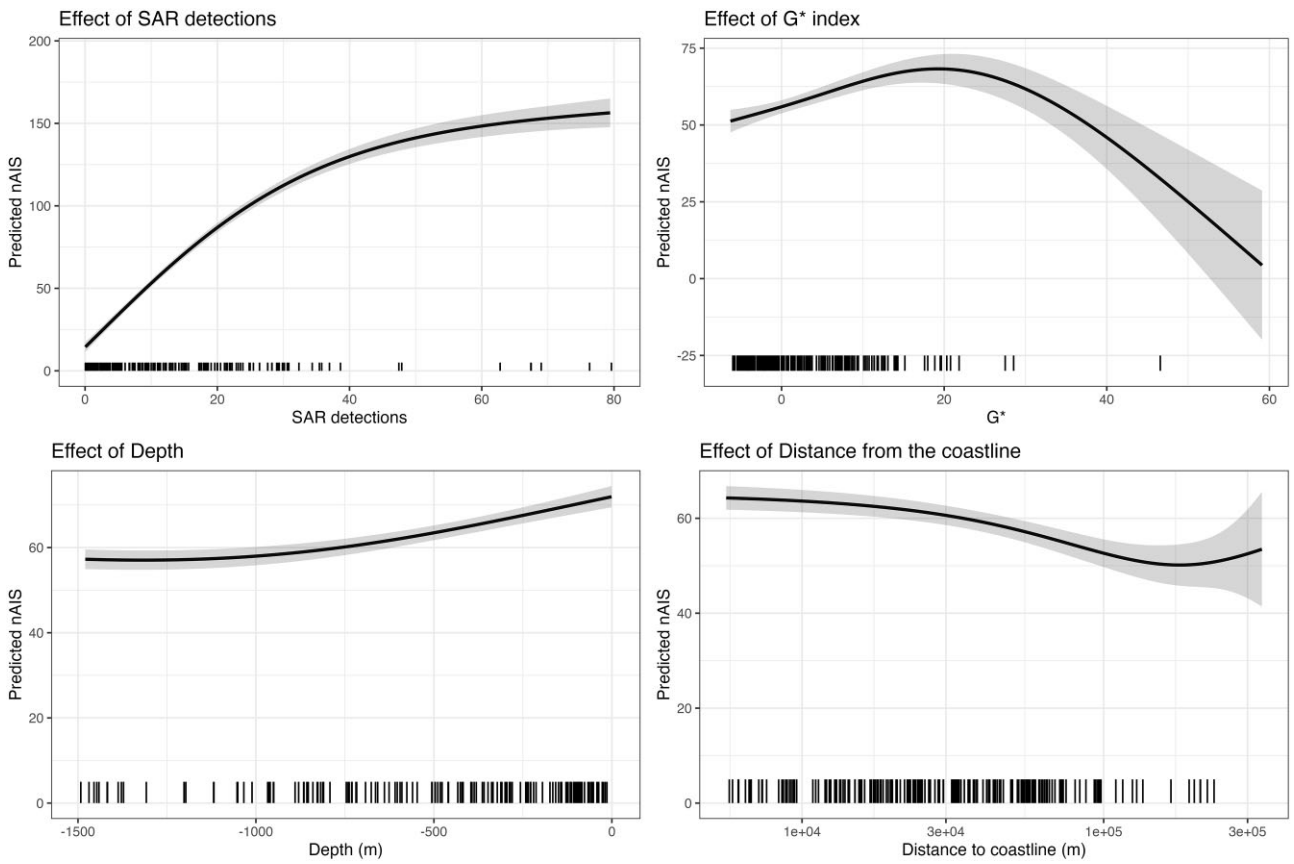 Effect of SAR detections
200
150
100
50
0
Predicted nAIS
0 20 40 60 80
SAR detections
Effect of G* index
75
50
25
0
-25
Predicted nAIS
0 20 40 60
G*
Effect of Depth
60
40
20
0
Predicted nAIS
-1500 -1000 -500 0
Depth (m)
Effect of Distance from the coastline
60
40
20
0
Predicted nAIS
1e+04 3e+04 1e+05 3e+05
Distance to coastline (m)